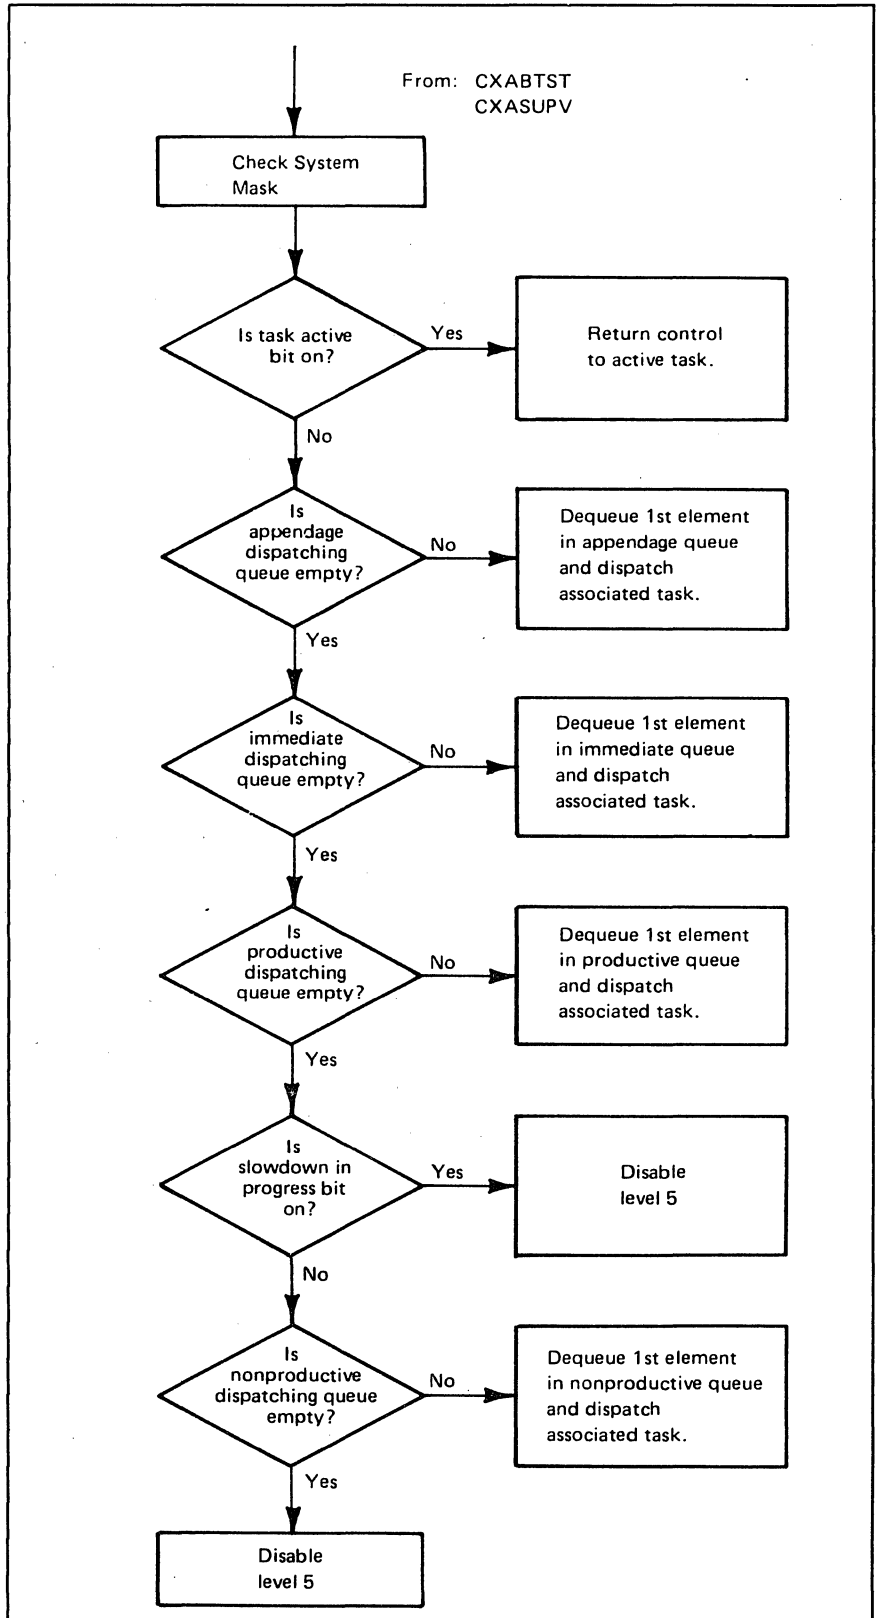 From: CXABTST
CXASUPV
Check System
Mask
Is task active
bit on?
Yes
Return control
to active task.
No
Is
appendage
dispatching
queue empty?
No
Dequeue 1st element
in appendage queue
and dispatch
associated task.
Yes
Is
immediate
dispatching
queue empty?
No
Dequeue 1st element
in immediate queue
and dispatch
associated task.
Yes
Is
productive
dispatching
queue empty?
No
Dequeue 1st element
in productive queue
and dispatch
associated task.
Yes
Is
slowdown in
progress bit
on?
Yes
Disable
level 5
No
Is
nonproductive
dispatching queue
empty?
No
Dequeue 1st element
in nonproductive queue
and dispatch
associated task.
Yes
Disable
level 5